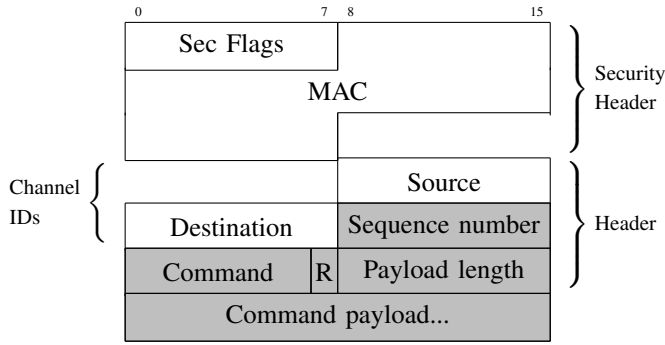 0 7 8 15
Sec Flags
MAC
Security
Header
Channel
IDs
Source
Destination
Sequence number
Header
Command
R
Payload length
Command payload...